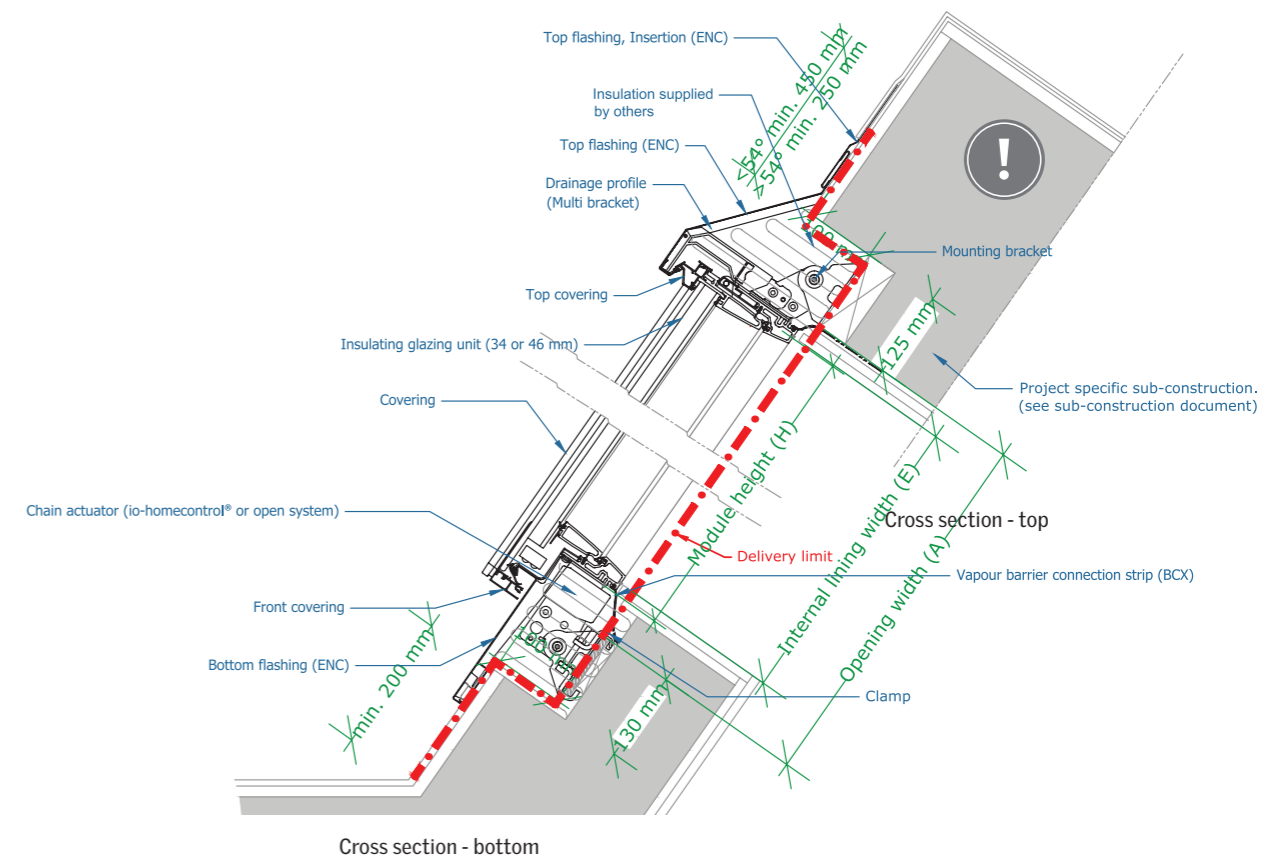 Top flashing, Insertion (ENC)
<54° min. 450 mm
>54° min. 250 mm
Insulation supplied
by others
Top flashing (ENC)
Drainage profile
(Multi bracket)
!
Mounting bracket
Top covering
125 mm
Insulating glazing unit (34 or 46 mm)
Project specific sub-construction.
(see sub-construction document)
Covering
Module height (H)
Internal lining width (E)
Opening width (A)
Chain actuator (io-homecontrol® or open system)
Cross section - top
Delivery limit
Vapour barrier connection strip (BCX)
Front covering
min. 200 mm
Bottom flashing (ENC)
Clamp
130 mm
Cross section - bottom